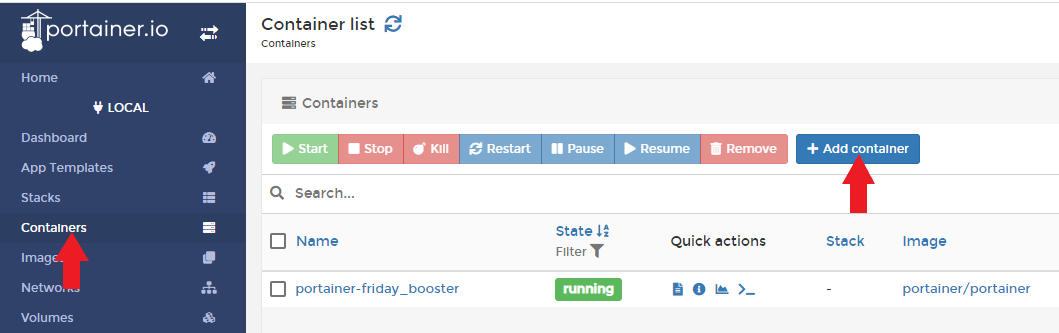 portainer.io
Home
LOCAL
Dashboard
App Templates
Stacks
Containers
Images
Networks
Volumes
Container list
Containers
Containers
Start Stop Kill Restart Pause Resume Remove + Add container
Search...
Name State Filter Quick actions Stack Image
portainer-friday_booster running - portainer/portainer